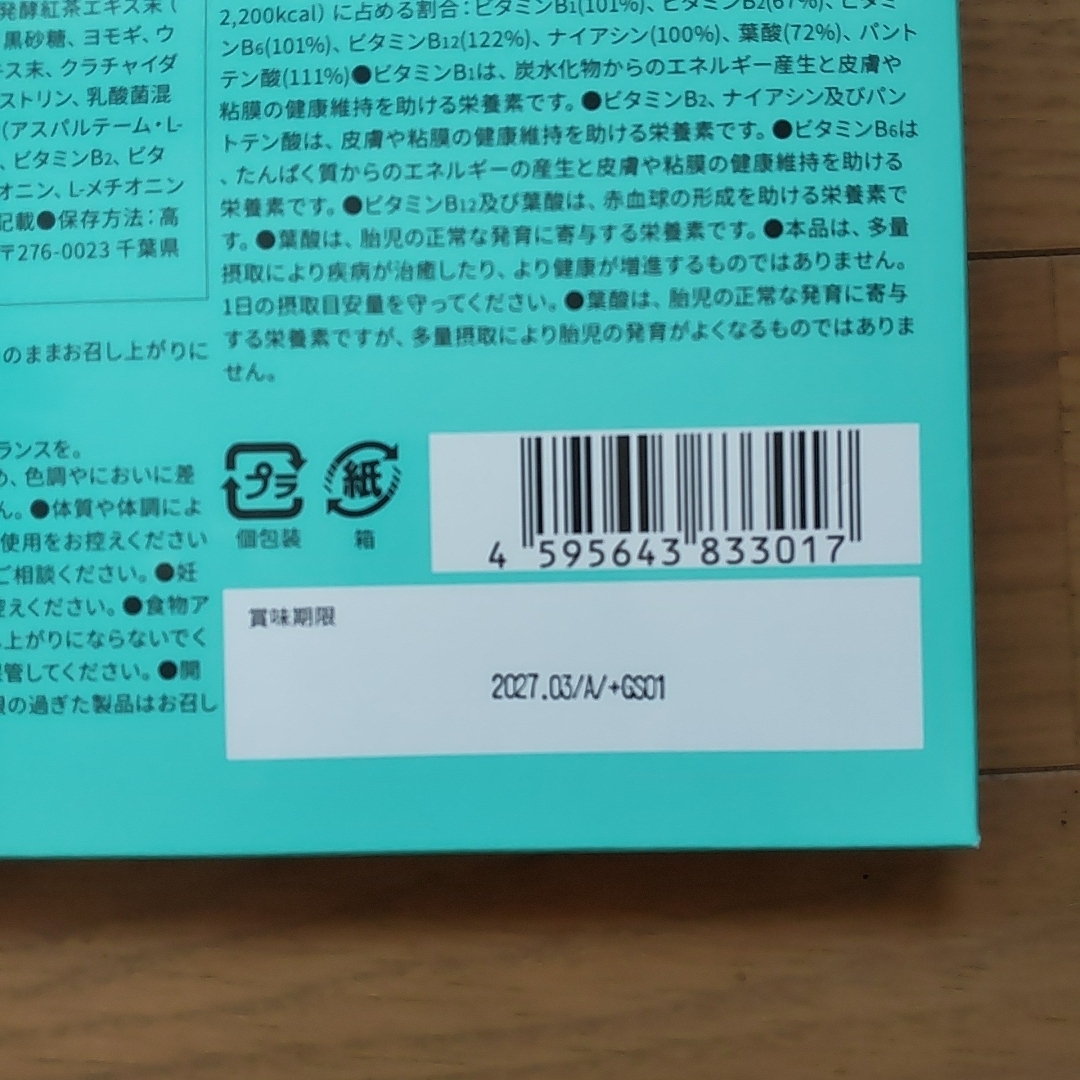 発酵紅茶エキス末（
黒砂糖、ヨモギ、ウ
ス末、クラチャイダ
ストリン、乳酸菌混
（アスパルテーム・L-
、ビタミンB2、ビタ
オニン、L-メチオニン
記載●保存方法：高
〒276-0023 千葉県
のままお召し上がりに
ランスを。
め、色調やにおいに差
ん。●体質や体調によ
使用をお控えください
ご相談ください。●妊
控えください。●食物ア
上がりにならないでく
保管してください。●開
限の過ぎた製品はお召し
2,200kcal）に占める割合：ビタミンB1(101%)、ビタミンB2(67%)、ビタミ
ンB6(101%)、ビタミンB12(122%)、ナイアシン(100%)、葉酸(72%)、パント
テン酸(111%)●ビタミンB1は、炭水化物からのエネルギー産生と皮膚や
粘膜の健康維持を助ける栄養素です。●ビタミンB2、ナイアシン及びパン
トテン酸は、皮膚や粘膜の健康維持を助ける栄養素です。●ビタミンB6は
、たんぱく質からのエネルギーの産生と皮膚や粘膜の健康維持を助ける
栄養素です。●ビタミンB12及び葉酸は、赤血球の形成を助ける栄養素で
す。●葉酸は、胎児の正常な発育に寄与する栄養素です。●本品は、多量
摂取により疾病が治癒したり、より健康が増進するものではありません。
1日の摂取目安量を守ってください。●葉酸は、胎児の正常な発育に寄与
する栄養素ですが、多量摂取により胎児の発育がよくなるものではありま
せん。
プラ
個包装
紙
箱
4 595643 833017
賞味期限
2027.03/A/+GS01